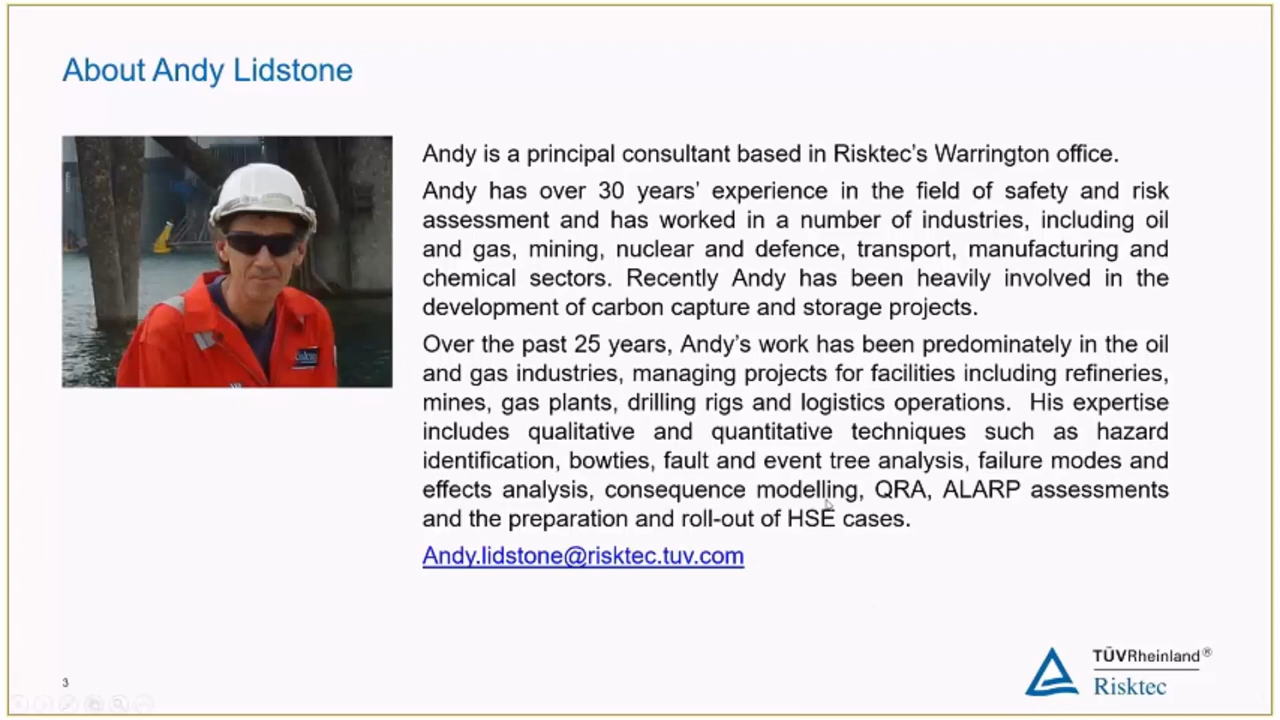 About Andy Lidstone
Andy is a principal consultant based in Risktec's Warrington office.
Andy has over 30 years' experience in the field of safety and risk
assessment and has worked in a number of industries, including oil
and gas, mining, nuclear and defence, transport, manufacturing and
chemical sectors. Recently Andy has been heavily involved in the
development of carbon capture and storage projects.
Over the past 25 years, Andy's work has been predominately in the oil
and gas industries, managing projects for facilities including refineries,
mines, gas plants, drilling rigs and logistics operations. His expertise
includes qualitative and quantitative techniques such as hazard
identification, bowties, fault and event tree analysis, failure modes and
effects analysis, consequence modelling, QRA, ALARP assessments
and the preparation and roll-out of HSE cases.
Andy.lidstone@risktec.tuv.com
3
TÜVRheinland®
Risktec